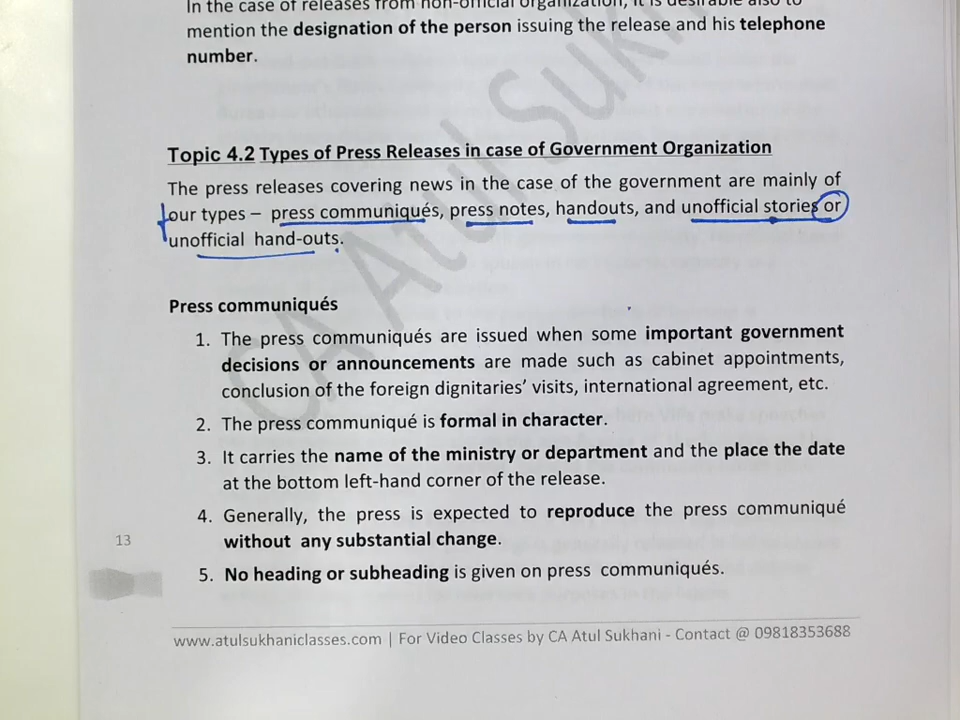 In the case of releases from non-official organization, it is desirable also to
mention the designation of the person issuing the release and his telephone
number.
Topic 4.2 Types of Press Releases in case of Government Organization
The press releases covering news in the case of the government are mainly of
four types – press communiqués, press notes, handouts, and unofficial stories or
unofficial hand-outs.
Press communiqués
1. The press communiqués are issued when some important government
decisions or announcements are made such as cabinet appointments,
conclusion of the foreign dignitaries' visits, international agreement, etc.
2. The press communiqué is formal in character.
3. It carries the name of the ministry or department and the place the date
at the bottom left-hand corner of the release.
4. Generally, the press is expected to reproduce the press communiqué
without any substantial change.
13
5. No heading or subheading is given on press communiqués.
www.atulsukhaniclasses.com | For Video Classes by CA Atul Sukhani - Contact @ 09818353688
CA Atul Sukh